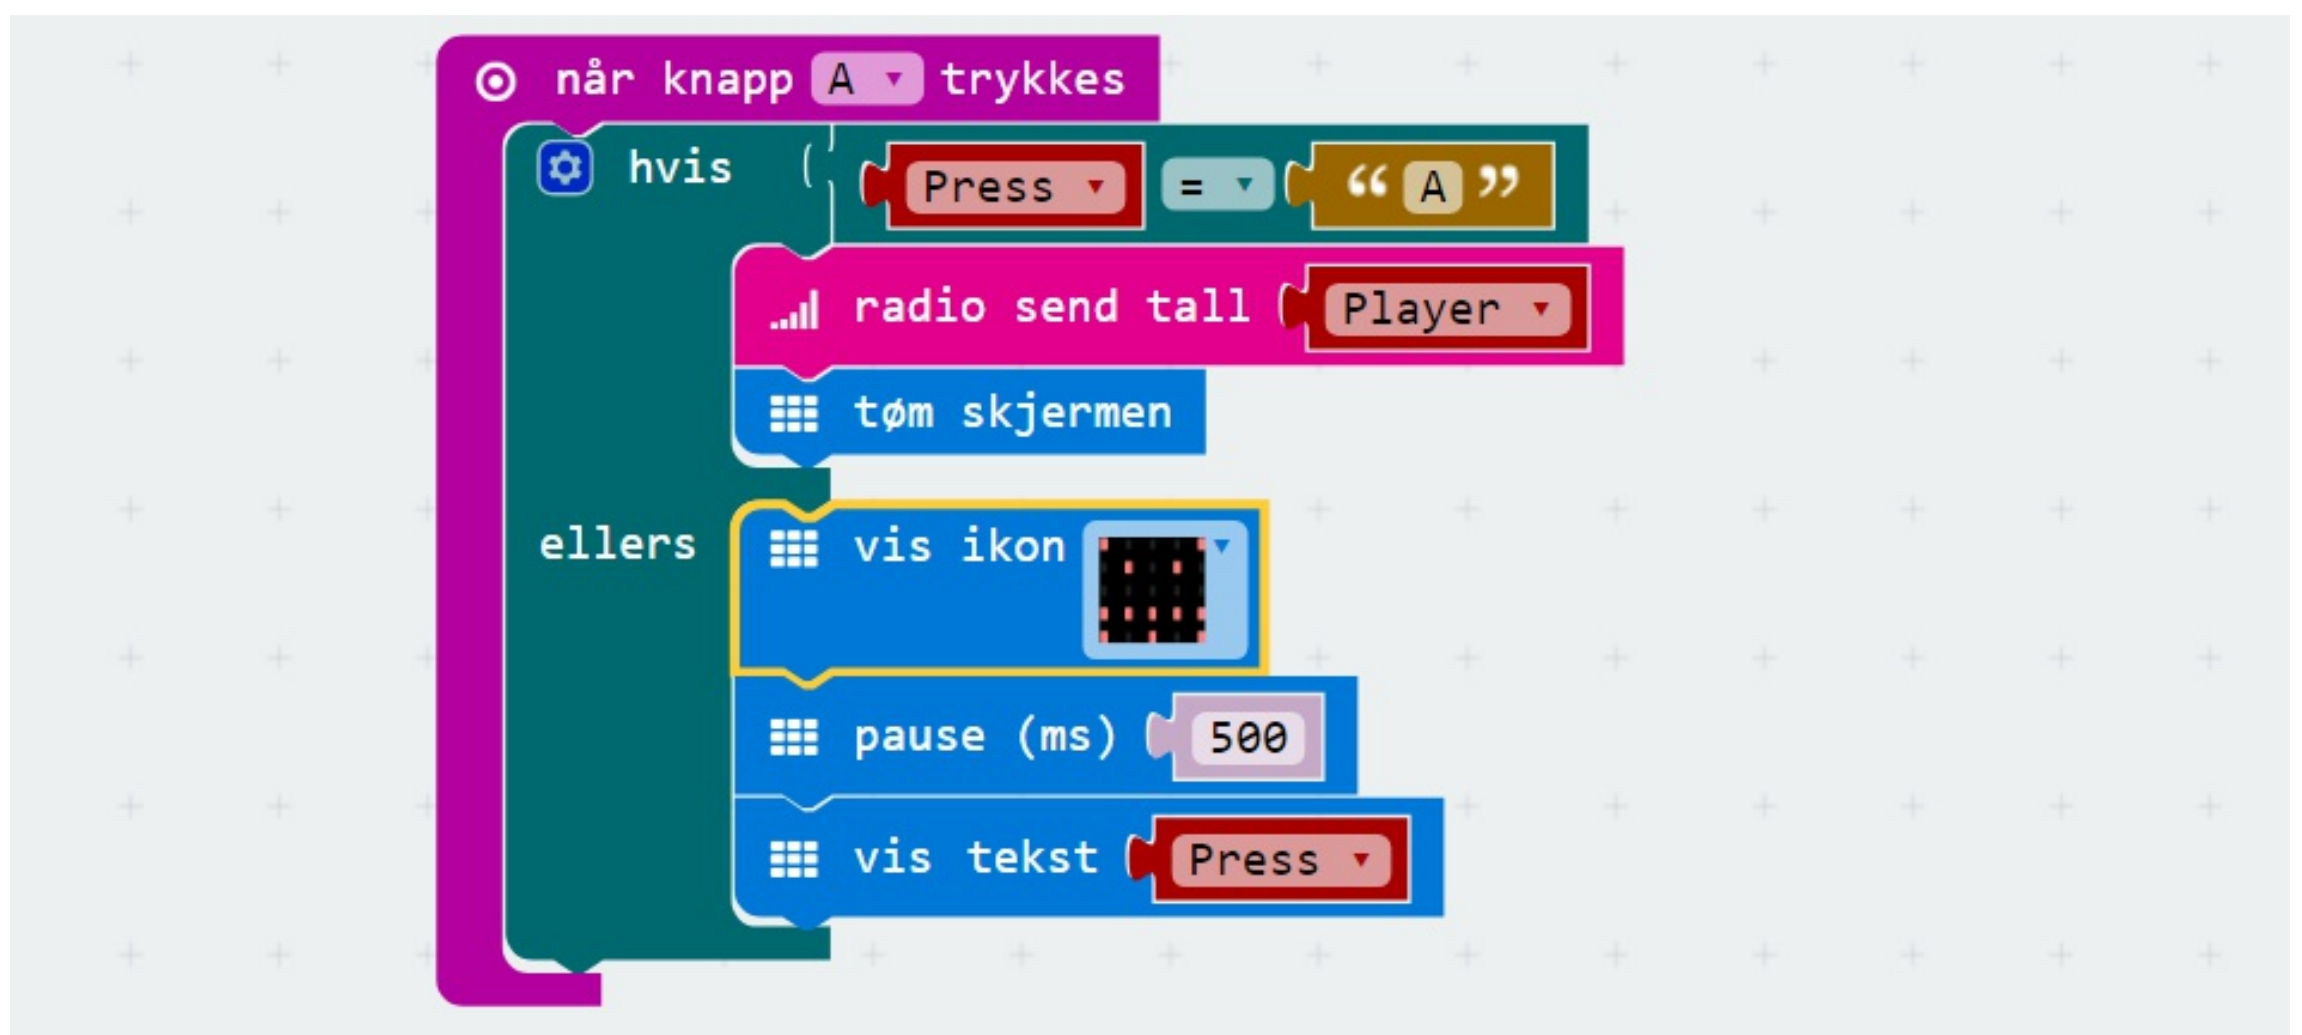 når knapp A trykkes
hvis Press = “ A ”
radio send tall Player
tøm skjermen
ellers vis ikon
pause (ms) 500
vis tekst Press